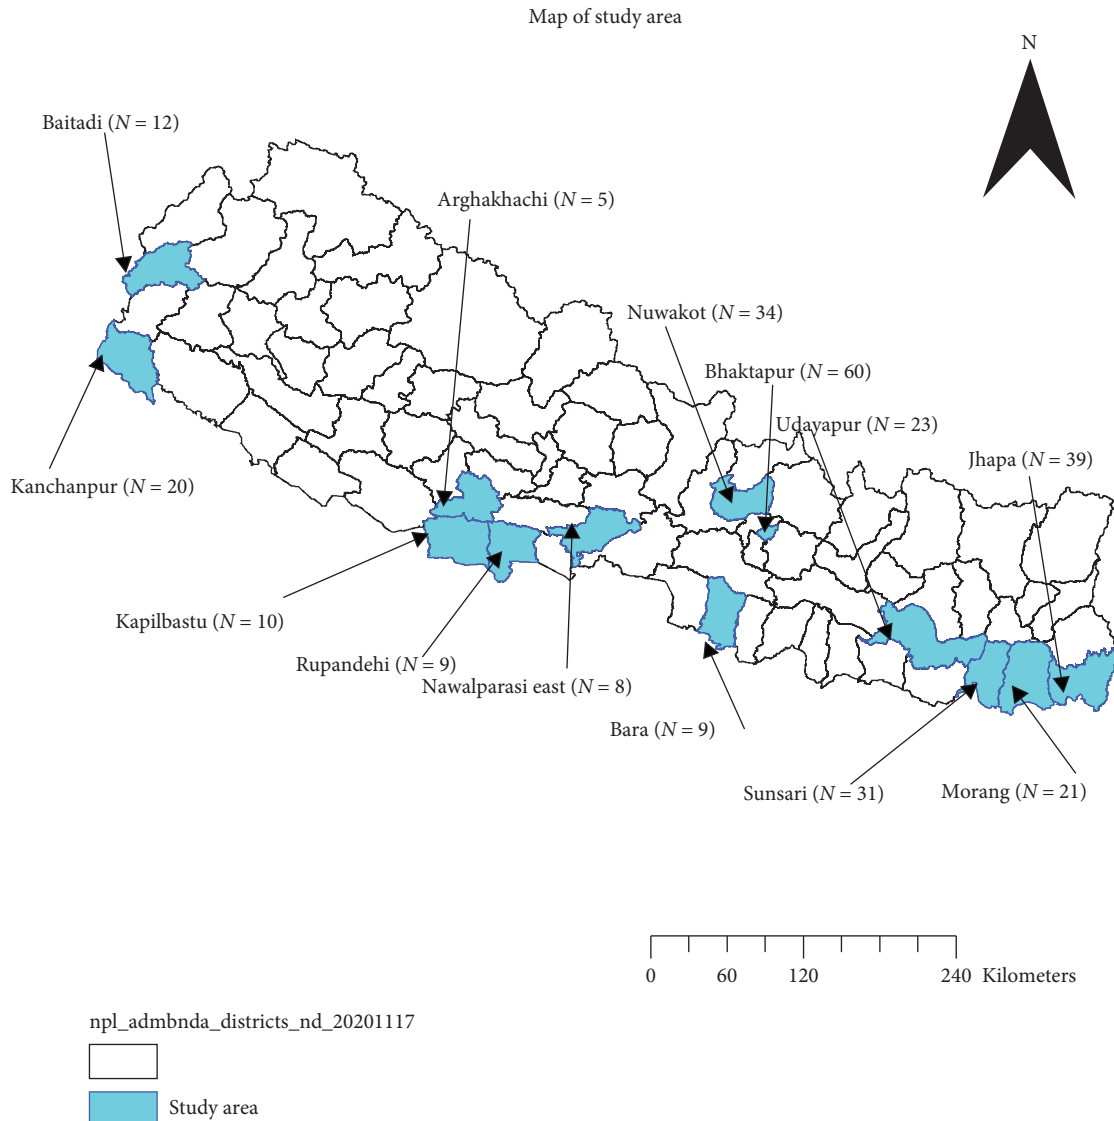 Map of study area
N
Baitadi (N = 12)
Arghakhachi (N = 5)
Nuwakot (N = 34)
Bhaktapur (N = 60)
Udayapur (N = 23)
Jhapa (N = 39)
Kanchanpur (N = 20)
Kapilbastu (N = 10)
Rupandehi (N = 9)
Nawalparasi east (N = 8)
Bara (N = 9)
Sunsari (N = 31)
Morang (N = 21)
0 60 120 240 Kilometers
npl_admbnda_districts_nd_20201117
Study area